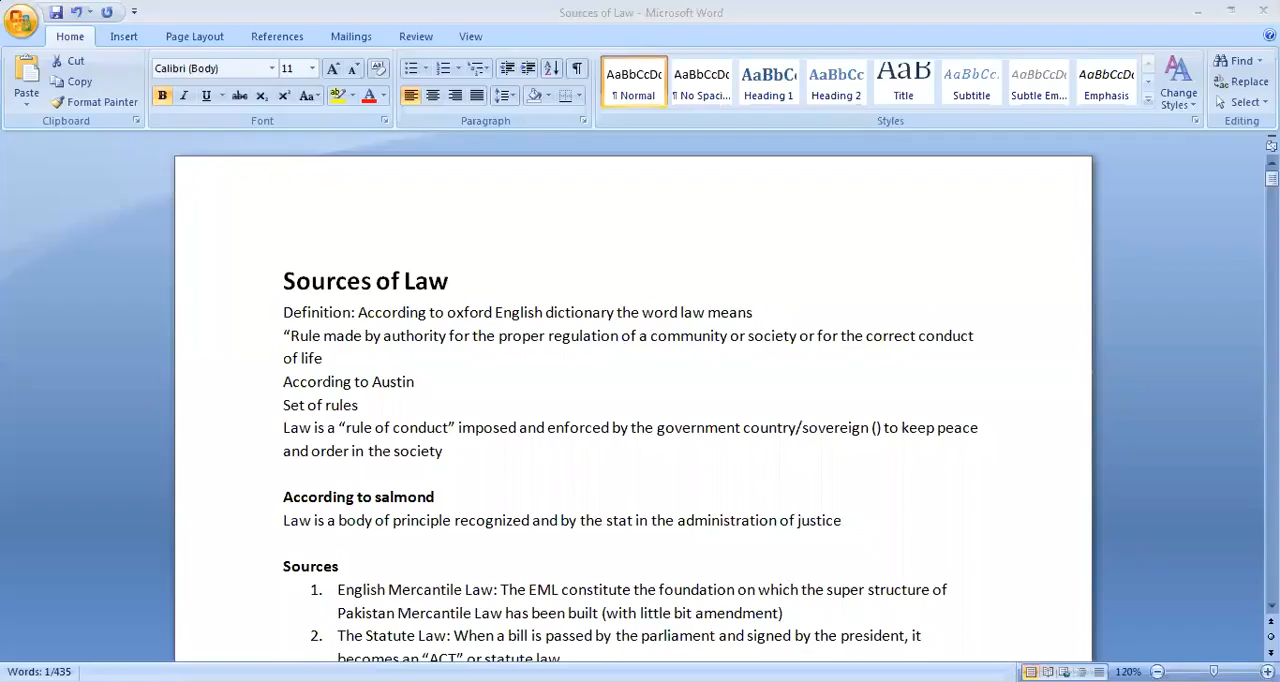 Sources of Law - Microsoft Word
Home Insert Page Layout References Mailings Review View
Paste
Cut
Copy
Format Painter
Clipboard
Calibri (Body) 11
Font
Paragraph
AaBbCcDc AaBbCcDc AaBbC AaBbCc AaB AaBbCc. AaBbCcDc AaBbCcDc
¶ Normal ¶ No Spaci... Heading 1 Heading 2 Title Subtitle Subtle Em... Emphasis
Change Styles
Styles
Find
Replace
Select
Editing
Sources of Law
Definition: According to oxford English dictionary the word law means
“Rule made by authority for the proper regulation of a community or society or for the correct conduct
of life
According to Austin
Set of rules
Law is a “rule of conduct” imposed and enforced by the government country/sovereign () to keep peace
and order in the society
According to salmond
Law is a body of principle recognized and by the stat in the administration of justice
Sources
1. English Mercantile Law: The EML constitute the foundation on which the super structure of
Pakistan Mercantile Law has been built (with little bit amendment)
2. The Statute Law: When a bill is passed by the parliament and signed by the president, it
becomes an “ACT” or statute law
Words: 1/435
120%